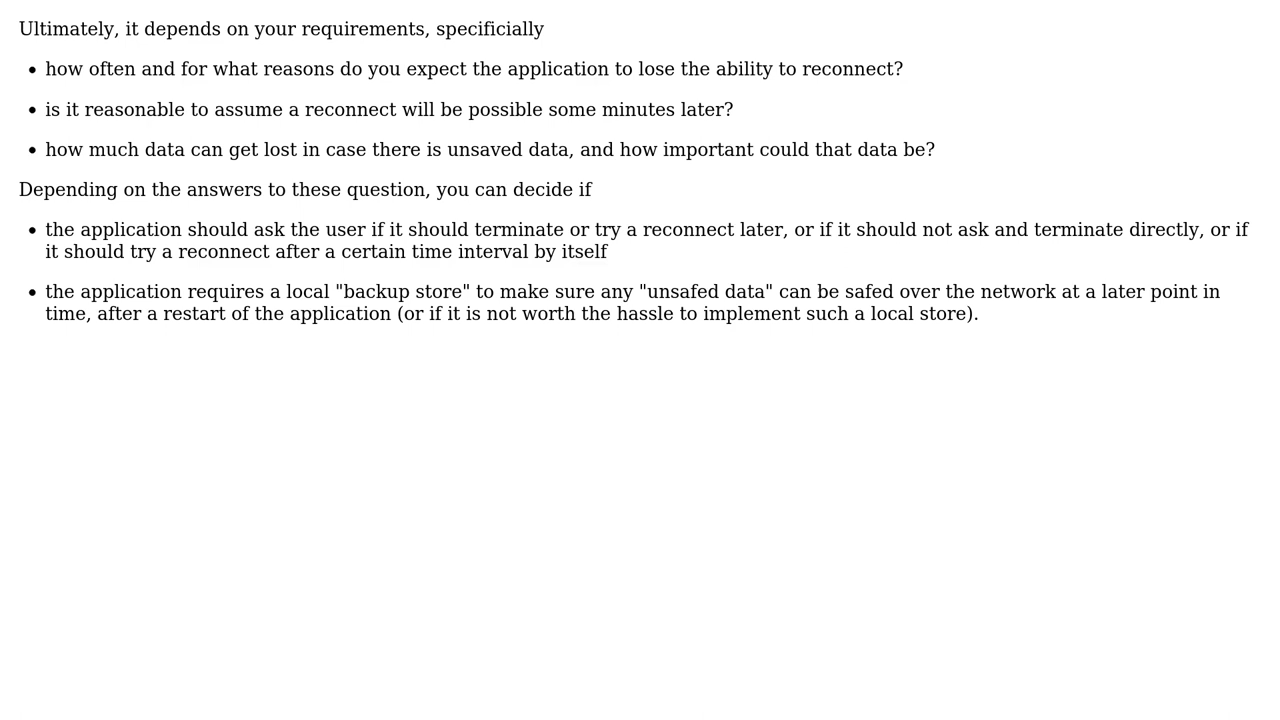 Ultimately, it depends on your requirements, specificially
• how often and for what reasons do you expect the application to lose the ability to reconnect?
• is it reasonable to assume a reconnect will be possible some minutes later?
• how much data can get lost in case there is unsaved data, and how important could that data be?
Depending on the answers to these question, you can decide if
• the application should ask the user if it should terminate or try a reconnect later, or if it should not ask and terminate directly, or if
it should try a reconnect after a certain time interval by itself
• the application requires a local "backup store" to make sure any "unsafed data" can be safed over the network at a later point in
time, after a restart of the application (or if it is not worth the hassle to implement such a local store).